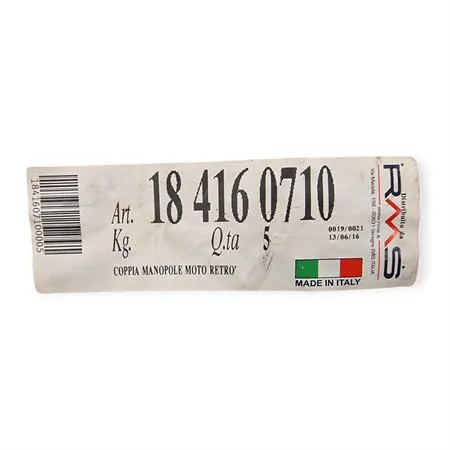 1841607100005
Art. 18 416 0710
Kg. Q.ta 5
0019/0021
13/06/16
COPPIA MANOPOLE MOTO RETRO'
MADE IN ITALY
Distribuito da
RMS